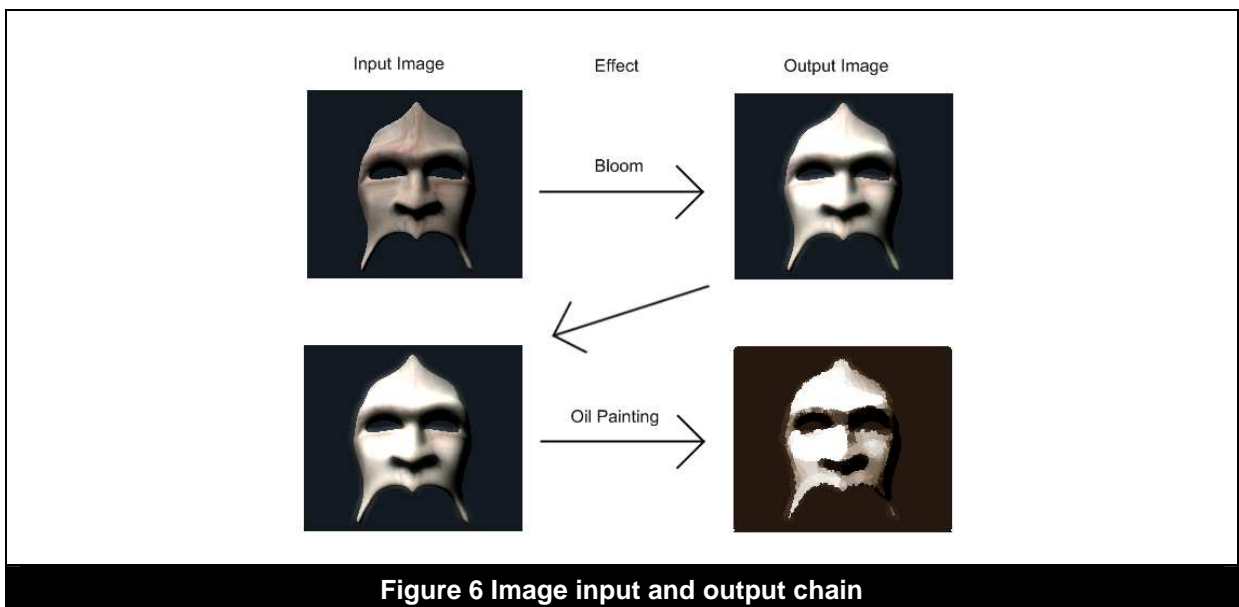 Input Image
Effect
Output Image
Bloom
Oil Painting
Figure 6 Image input and output chain